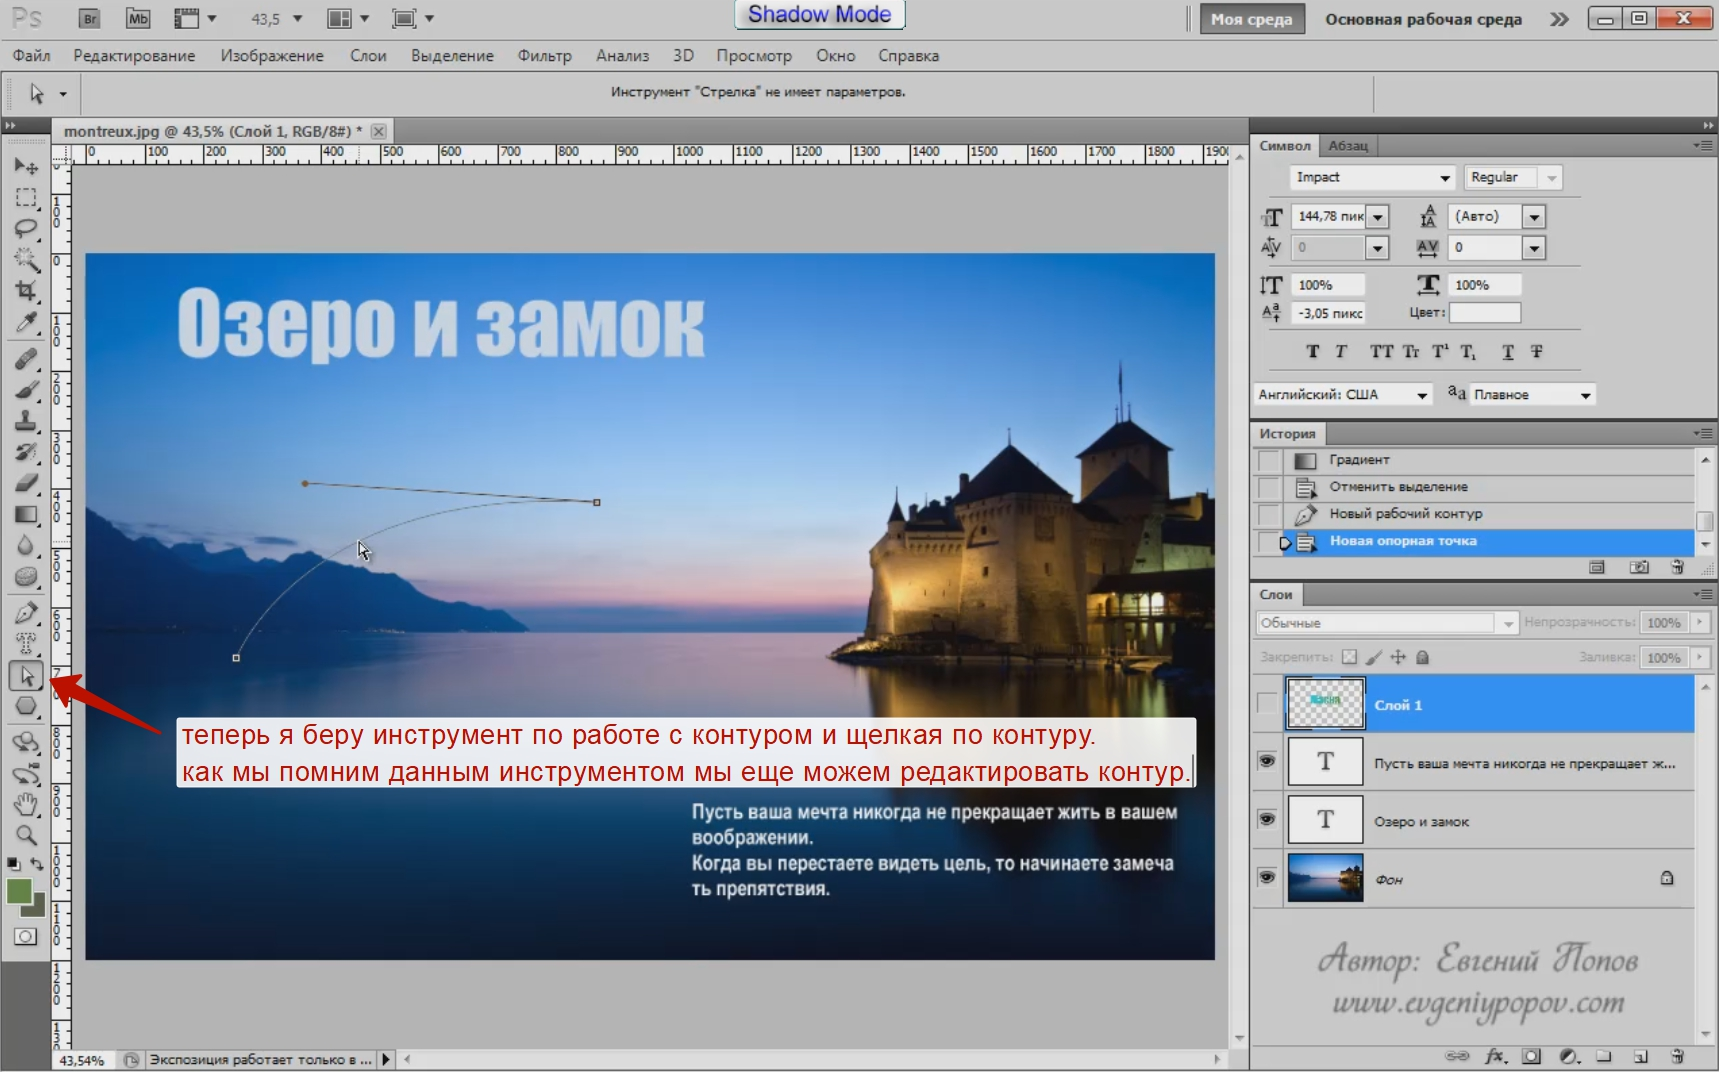 Ps Br Mb 43,5 Shadow Mode Моя среда Основная рабочая среда
Файл Редактирование Изображение Слои Выделение Фильтр Анализ 3D Просмотр Окно Справка
Инструмент "Стрелка" не имеет параметров.
montreux.jpg @ 43,5% (Слой 1, RGB/8#) *
0 100 200 300 400 500 600 700 800 900 1000 1100 1200 1300 1400 1500 1600 1700 1800 1900
Озеро и замок
теперь я беру инструмент по работе с контуром и щелкая по контуру.
как мы помним данным инструментом мы еще можем редактировать контур.
Пусть ваша мечта никогда не прекращает жить в вашем
воображении.
Когда вы перестаете видеть цель, то начинаете замеча
ть препятствия.
43,54% Экспозиция работает только в ...
Символ Абзац
Impact Regular
144,78 пик (Авто)
0 0
100% 100%
-3,05 пикс Цвет:
T T TT Tт T¹ T₁ T T
Английский: США aа Плавное
История
Градиент
Отменить выделение
Новый рабочий контур
Новая опорная точка
Слои
Обычные Непрозрачность: 100%
Закрепить: Заливка: 100%
Слой 1
T Пусть ваша мечта никогда не прекращает ж...
T Озеро и замок
Фон
Автор: Евгений Попов
www.evgeniypopov.com
fx